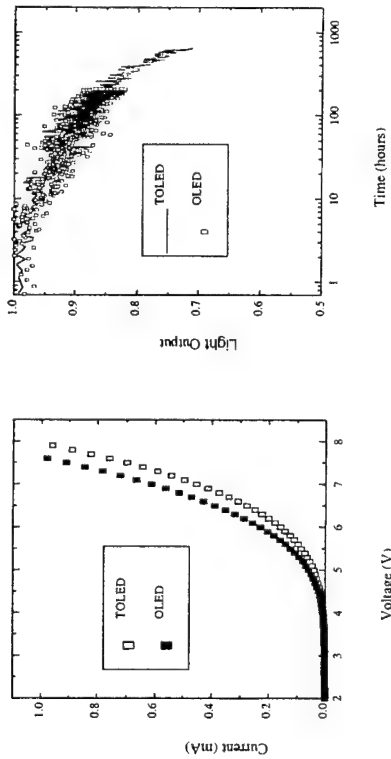 Current (mA)
1.0
0.8
0.6
0.4
0.2
0.0
TOLED
OLED
2
3
4
5
6
7
8
Voltage (V)
Light Output
1.0
0.9
0.8
0.7
0.6
0.5
TOLED
OLED
1
10
100
1000
Time (hours)